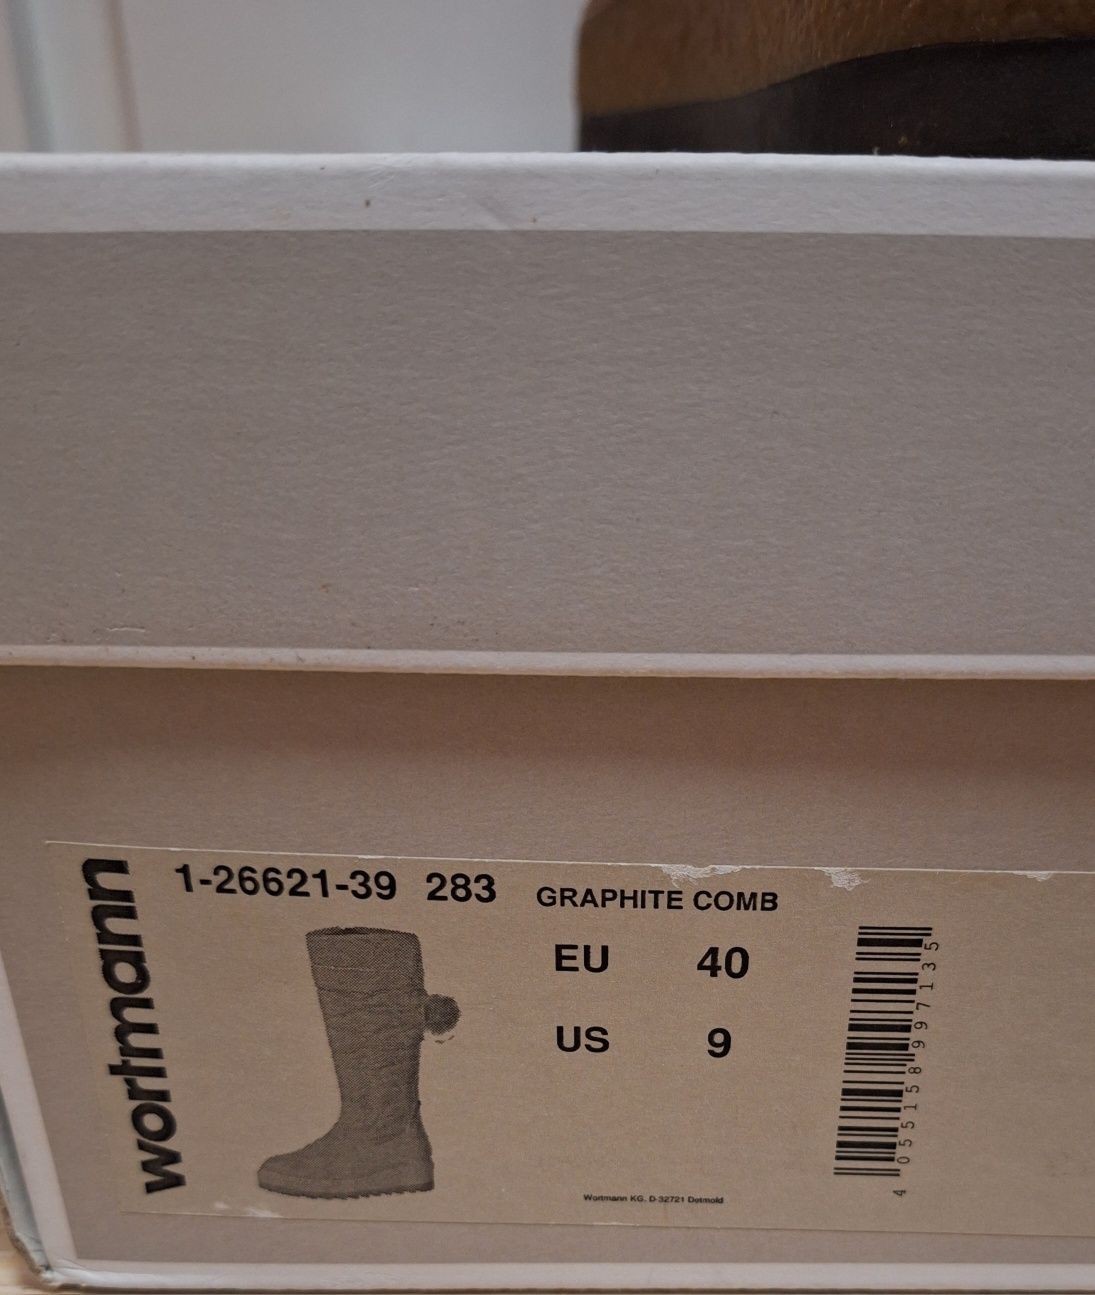 wortmann
1-26621-39 283 GRAPHITE COMB
EU 40
US 9
Wortmann KG. D-32721 Detmold
4 055158 997135